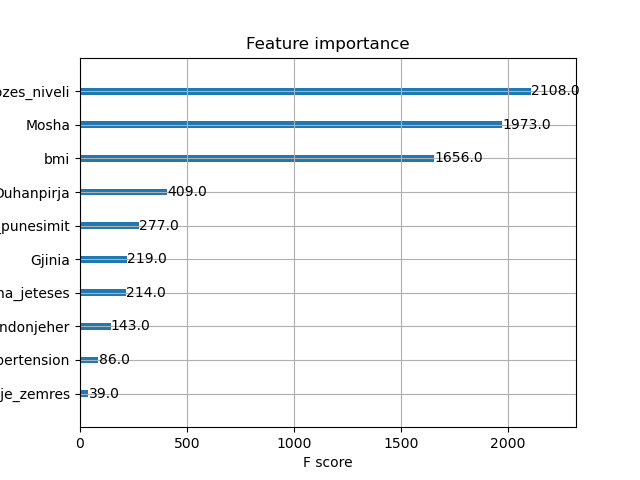 Feature importance
ozes_niveli
2108.0
Mosha
1973.0
bmi
1656.0
Duhanpirja
409.0
_punesimit
277.0
Gjinia
219.0
na_jeteses
214.0
ndonjeher
143.0
pertension
86.0
je_zemres
39.0
0 500 1000 1500 2000
F score